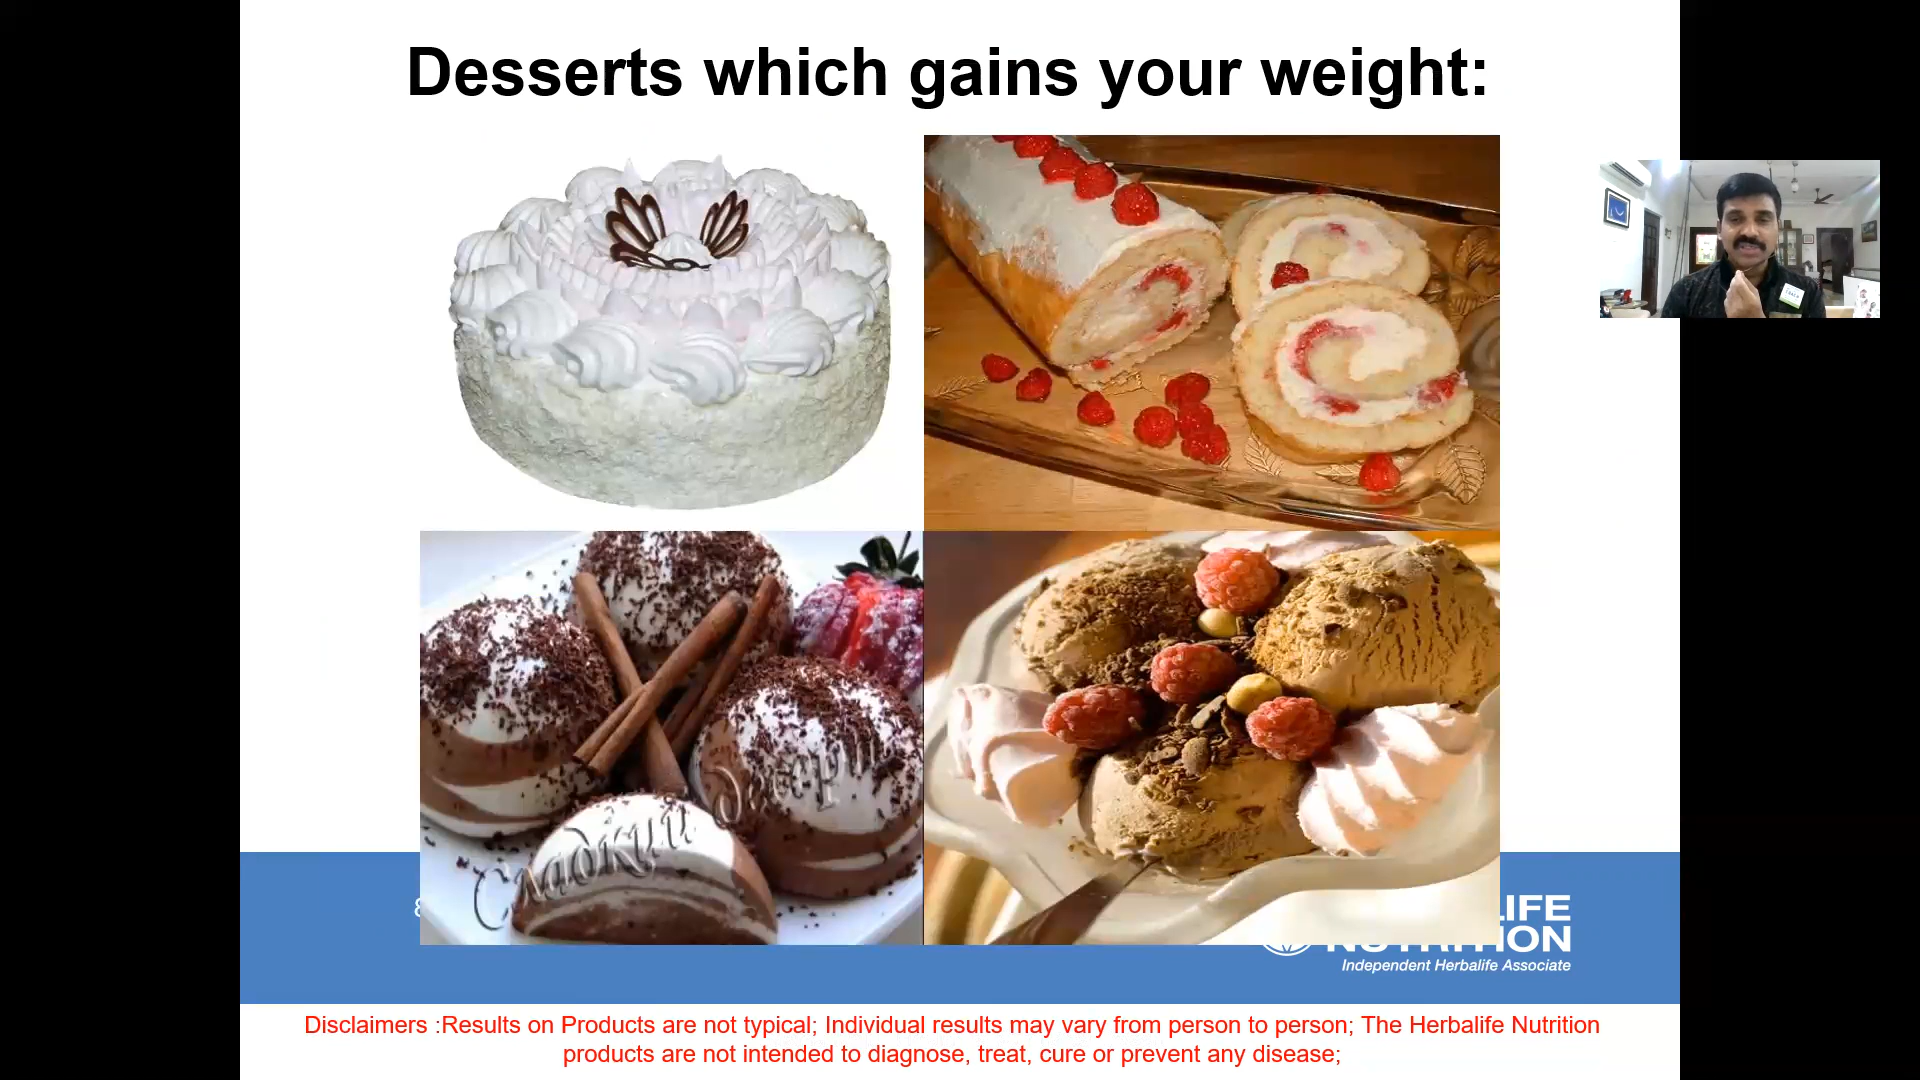 Desserts which gains your weight:
Сладкий
десерт
LIFE
NUTRITION
Independent Herbalife Associate
Disclaimers :Results on Products are not typical; Individual results may vary from person to person; The Herbalife Nutrition
products are not intended to diagnose, treat, cure or prevent any disease;